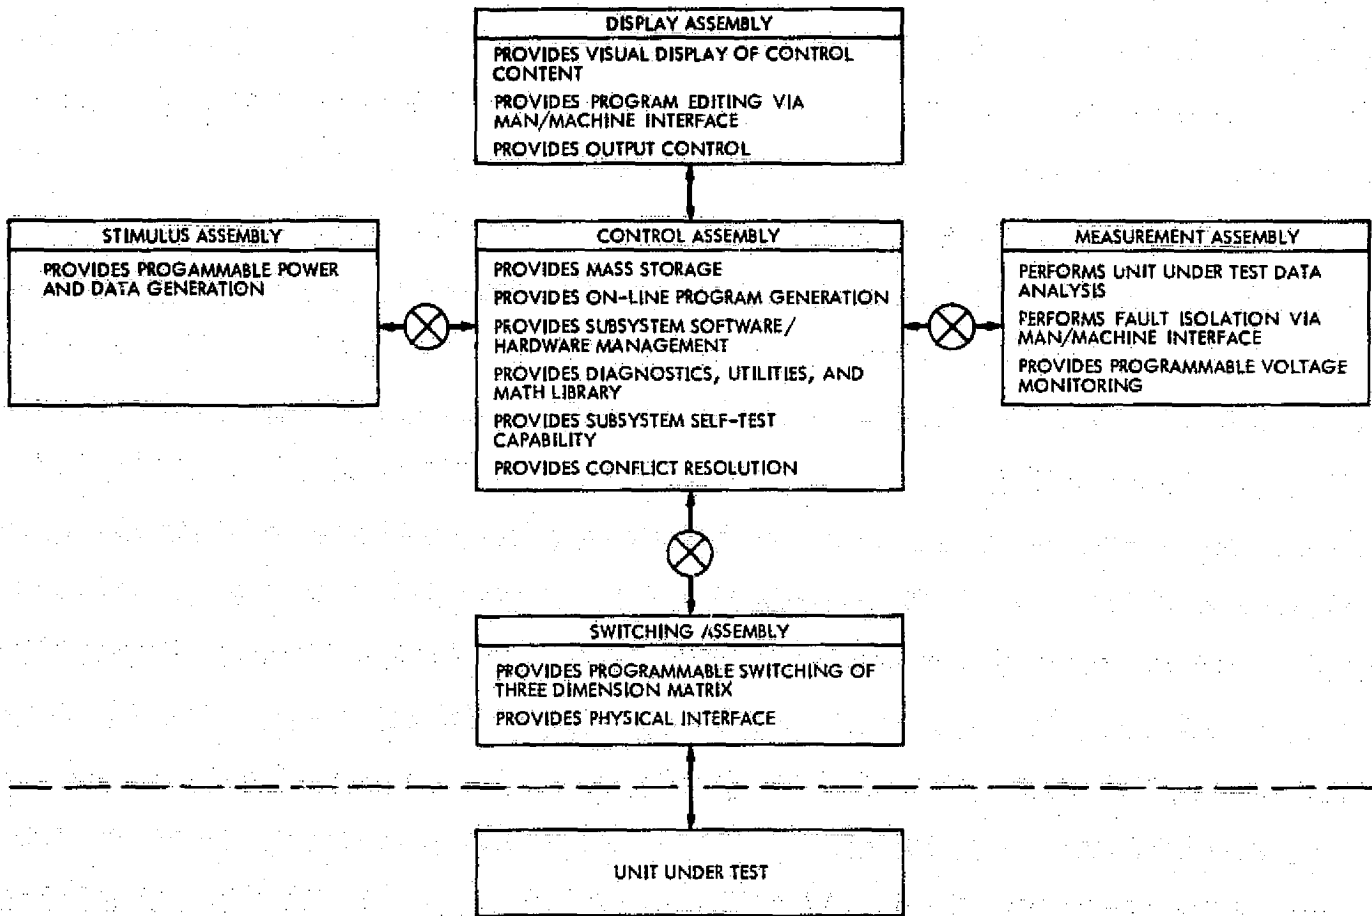 DISPLAY ASSEMBLY
PROVIDES VISUAL DISPLAY OF CONTROL
CONTENT
PROVIDES PROGRAM EDITING VIA
MAN/MACHINE INTERFACE
PROVIDES OUTPUT CONTROL
STIMULUS ASSEMBLY
PROVIDES PROGAMMABLE POWER
AND DATA GENERATION
CONTROL ASSEMBLY
PROVIDES MASS STORAGE
PROVIDES ON-LINE PROGRAM GENERATION
PROVIDES SUBSYSTEM SOFTWARE/
HARDWARE MANAGEMENT
PROVIDES DIAGNOSTICS, UTILITIES, AND
MATH LIBRARY
PROVIDES SUBSYSTEM SELF-TEST
CAPABILITY
PROVIDES CONFLICT RESOLUTION
MEASUREMENT ASSEMBLY
PERFORMS UNIT UNDER TEST DATA
ANALYSIS
PERFORMS FAULT ISOLATION VIA
MAN/MACHINE INTERFACE
PROVIDES PROGRAMMABLE VOLTAGE
MONITORING
SWITCHING ASSEMBLY
PROVIDES PROGRAMMABLE SWITCHING OF
THREE DIMENSION MATRIX
PROVIDES PHYSICAL INTERFACE
UNIT UNDER TEST